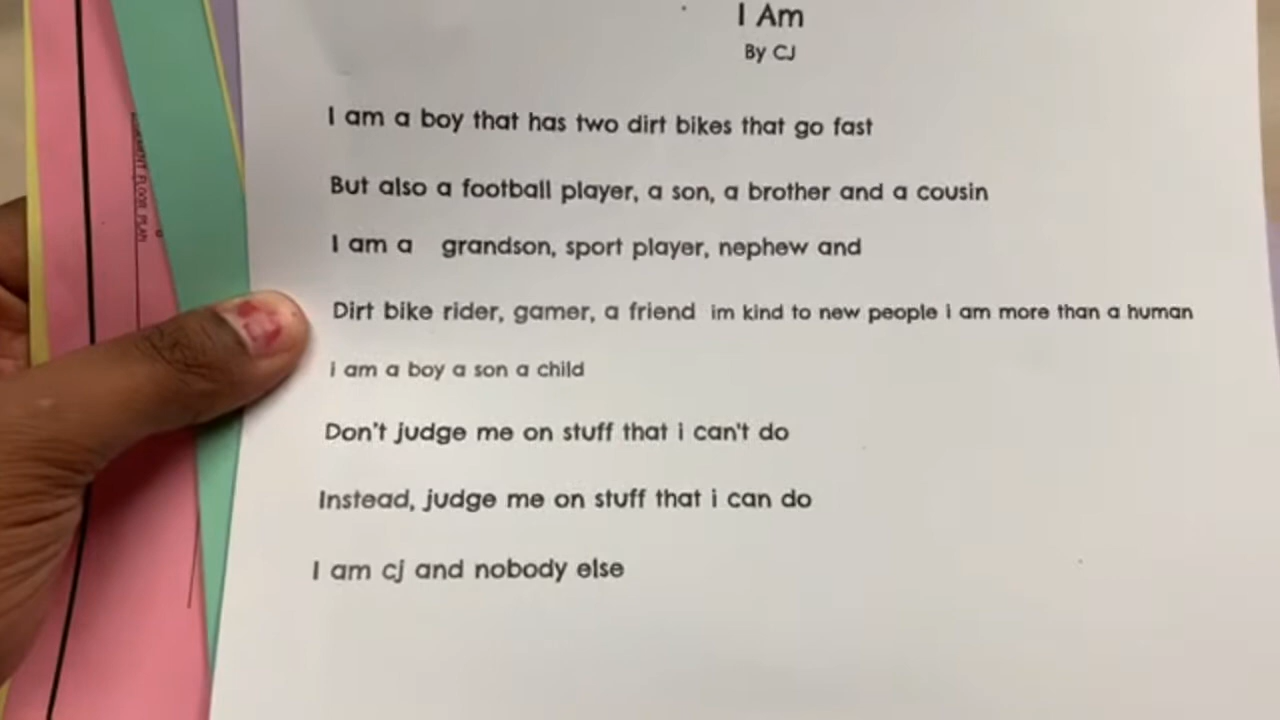 I Am
By CJ
I am a boy that has two dirt bikes that go fast
But also a football player, a son, a brother and a cousin
I am a grandson, sport player, nephew and
Dirt bike rider, gamer, a friend im kind to new people i am more than a human
i am a boy a son a child
Don't judge me on stuff that i can't do
Instead, judge me on stuff that i can do
I am cj and nobody else
FLOOR PLAN